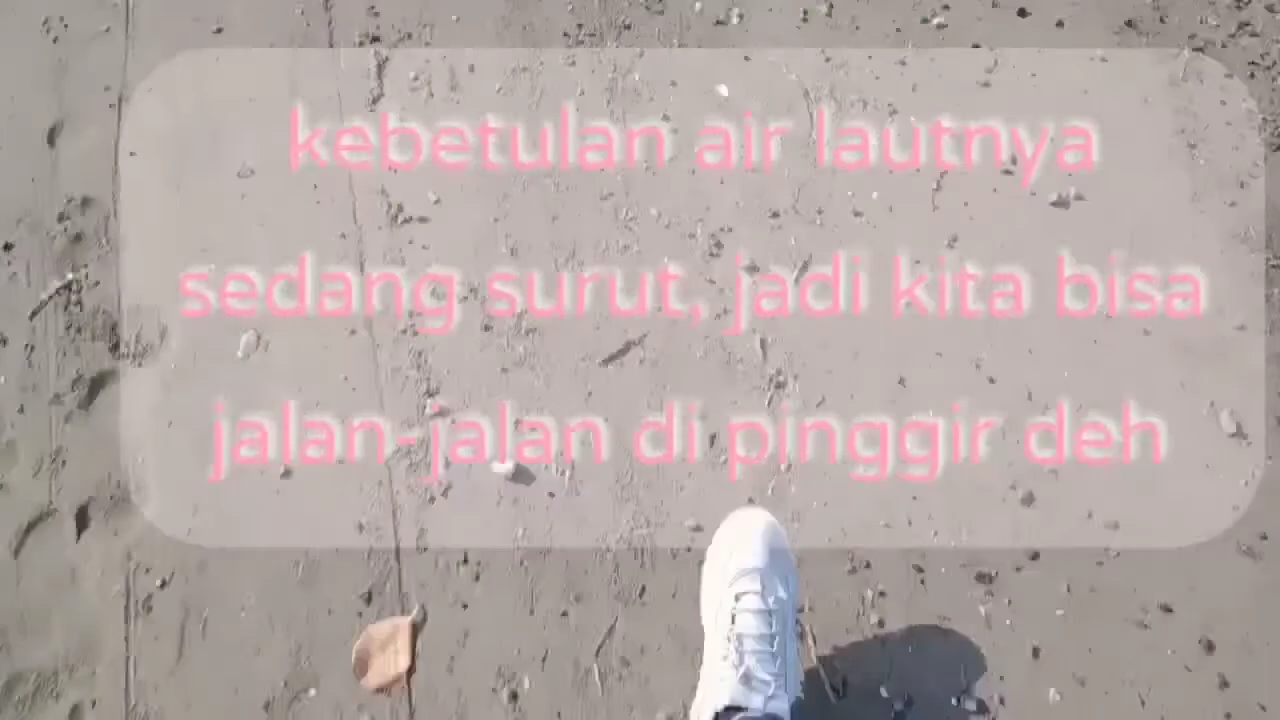 kebetulan air lautnya
sedang surut, jadi kita bisa
jalan-jalan di pinggir deh